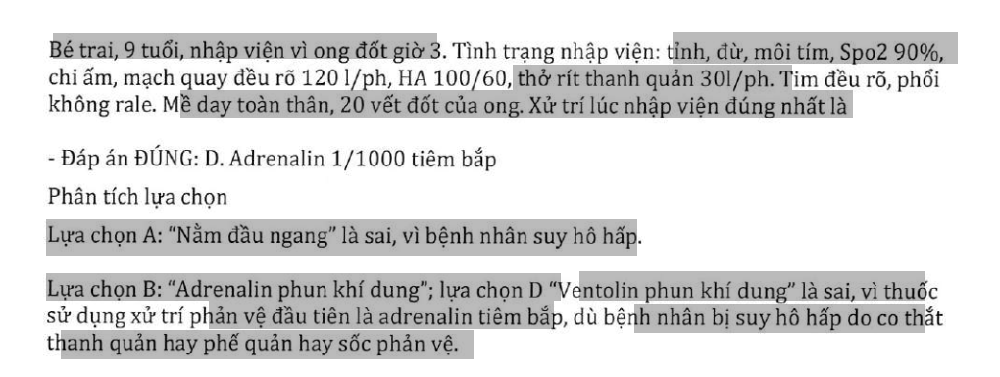 Bé trai, 9 tuổi, nhập viện vì ong đốt giờ 3. Tình trạng nhập viện: tỉnh, đừ, môi tím, Spo2 90%,
chi ấm, mạch quay đều rõ 120 l/ph, HA 100/60, thở rít thanh quản 30l/ph. Tim đều rõ, phổi
không rale. Mề day toàn thân, 20 vết đốt của ong. Xử trí lúc nhập viện đúng nhất là
- Đáp án ĐÚNG: D. Adrenalin 1/1000 tiêm bắp
Phân tích lựa chọn
Lựa chọn A: “Nằm đầu ngang” là sai, vì bệnh nhân suy hô hấp.
Lựa chọn B: “Adrenalin phun khí dung”; lựa chọn D “Ventolin phun khí dung” là sai, vì thuốc
sử dụng xử trí phản vệ đầu tiên là adrenalin tiêm bắp, dù bệnh nhân bị suy hô hấp do co thắt
thanh quản hay phế quản hay sốc phản vệ.